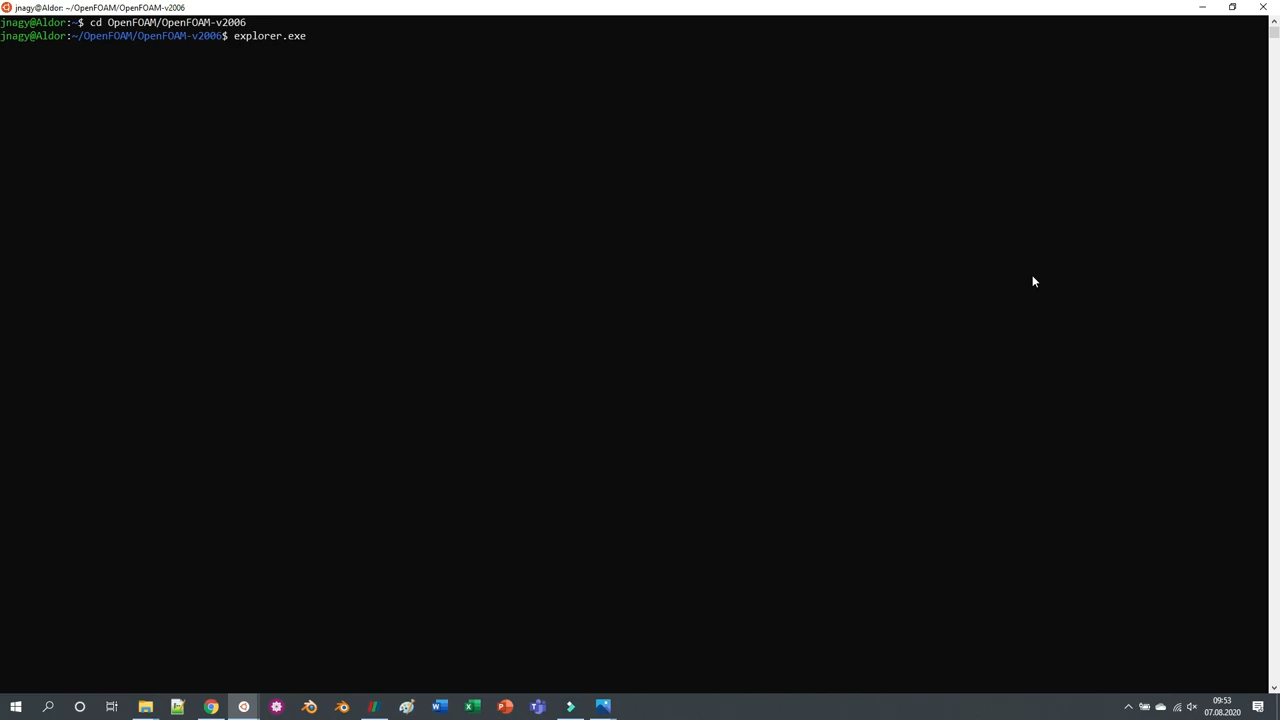 jnagy@Aldor: ~/OpenFOAM/OpenFOAM-v2006
jnagy@Aldor:~$ cd OpenFOAM/OpenFOAM-v2006
jnagy@Aldor:~/OpenFOAM/OpenFOAM-v2006$ explorer.exe
09:53
07.08.2020